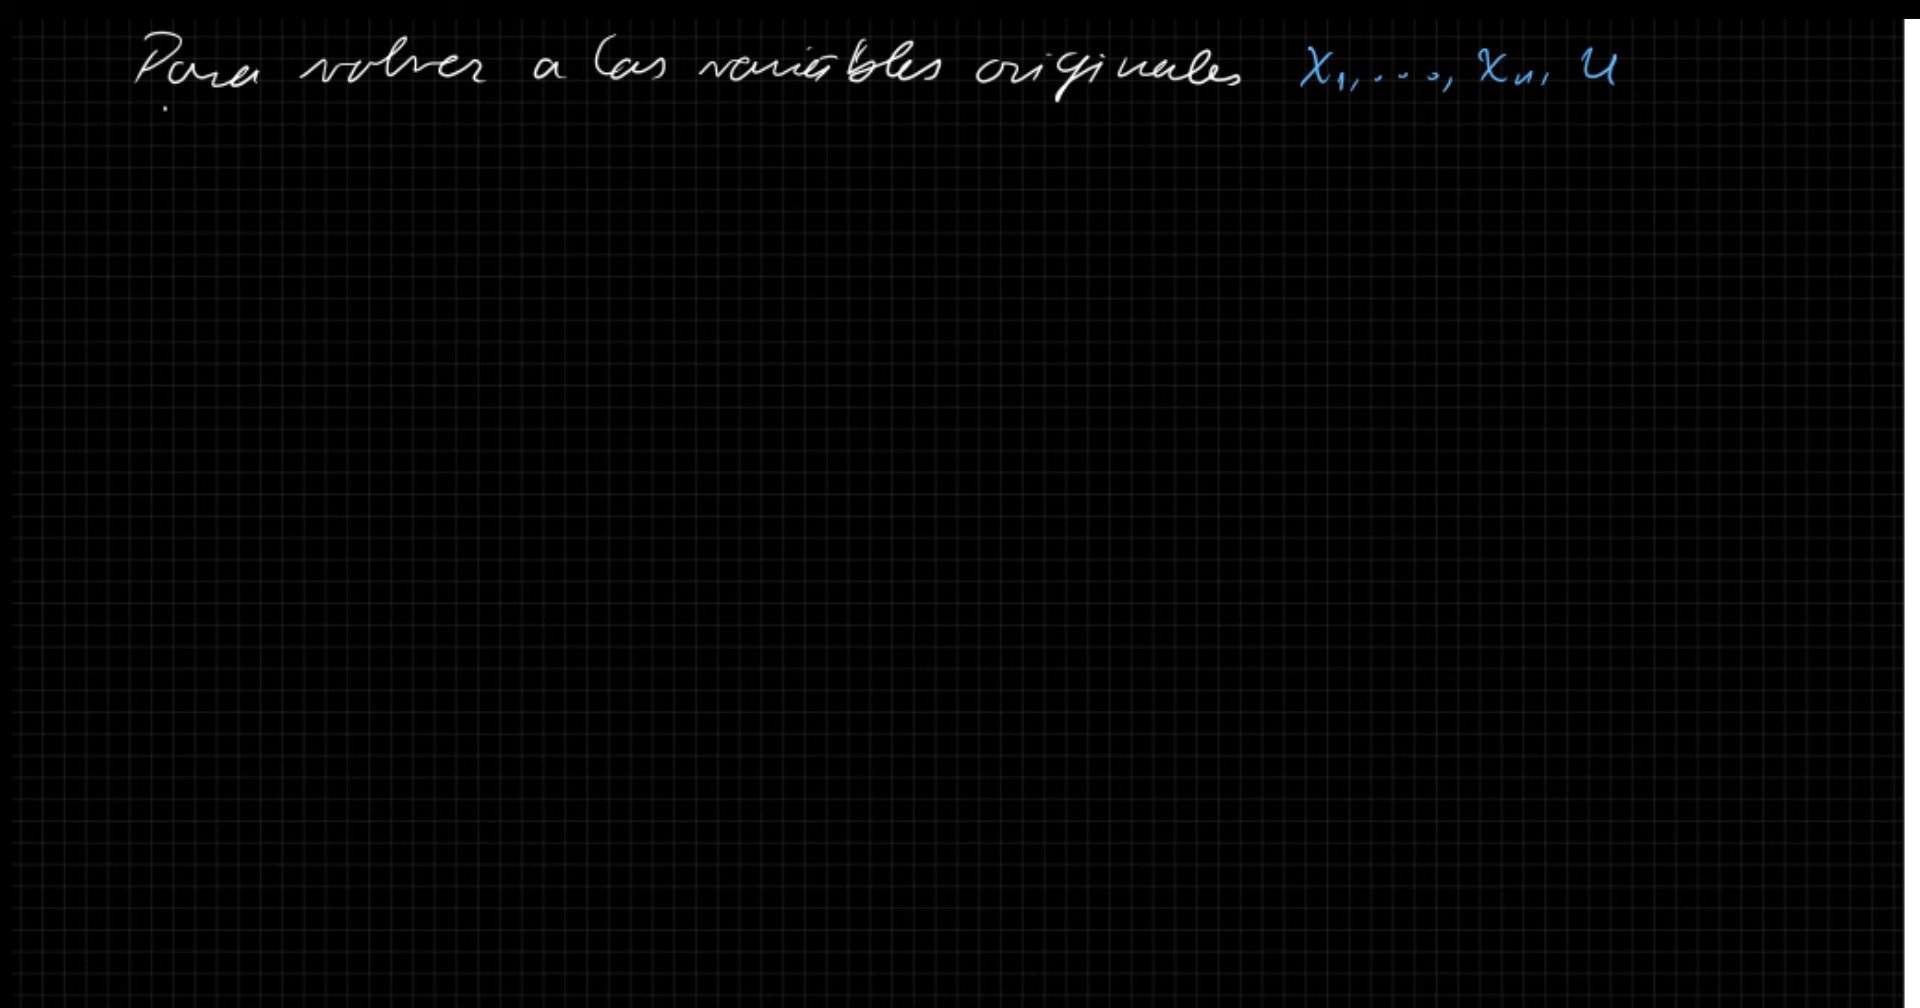 Para volver a las variables originales x₁, ..., xₙ, u